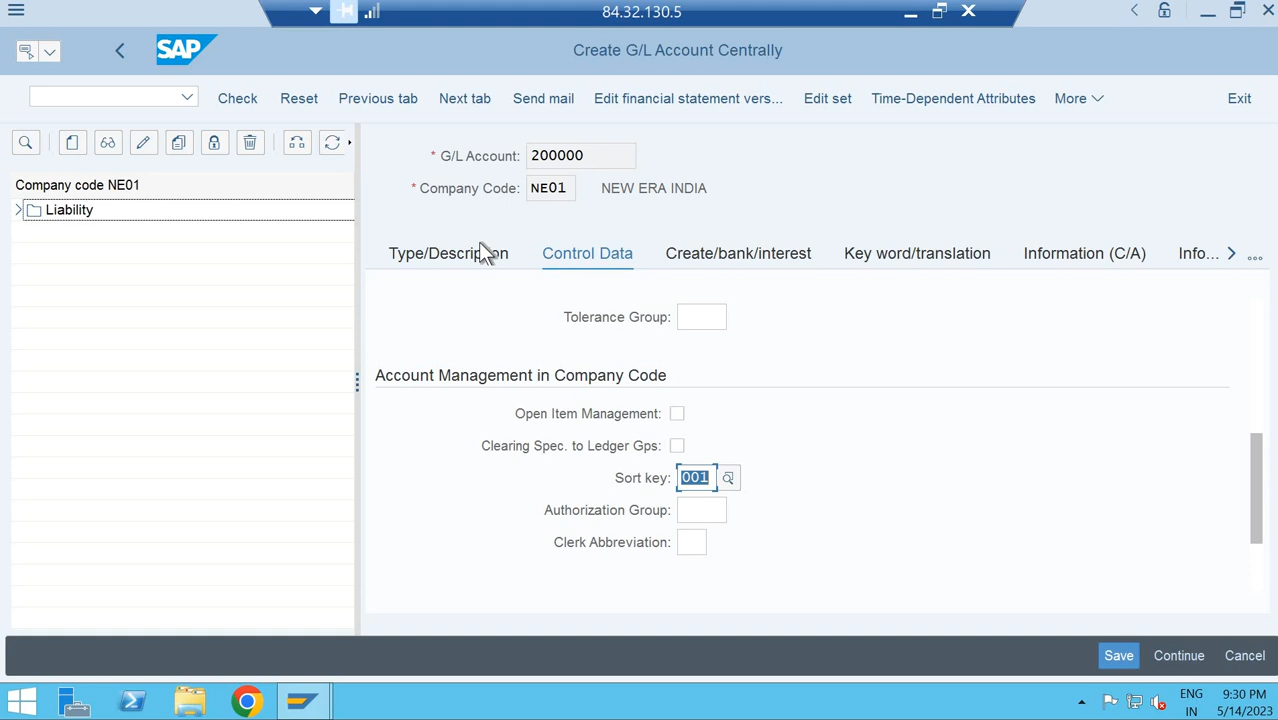 84.32.130.5
SAP
Create G/L Account Centrally
Check Reset Previous tab Next tab Send mail Edit financial statement vers... Edit set Time-Dependent Attributes More Exit
* G/L Account: 200000
Company code NE01
* Company Code: NE01 NEW ERA INDIA
Liability
Type/Description Control Data Create/bank/interest Key word/translation Information (C/A) Info... ...
Tolerance Group:
Account Management in Company Code
Open Item Management:
Clearing Spec. to Ledger Gps:
Sort key: 001
Authorization Group:
Clerk Abbreviation:
Save Continue Cancel
ENG 9:30 PM
IN 5/14/2023